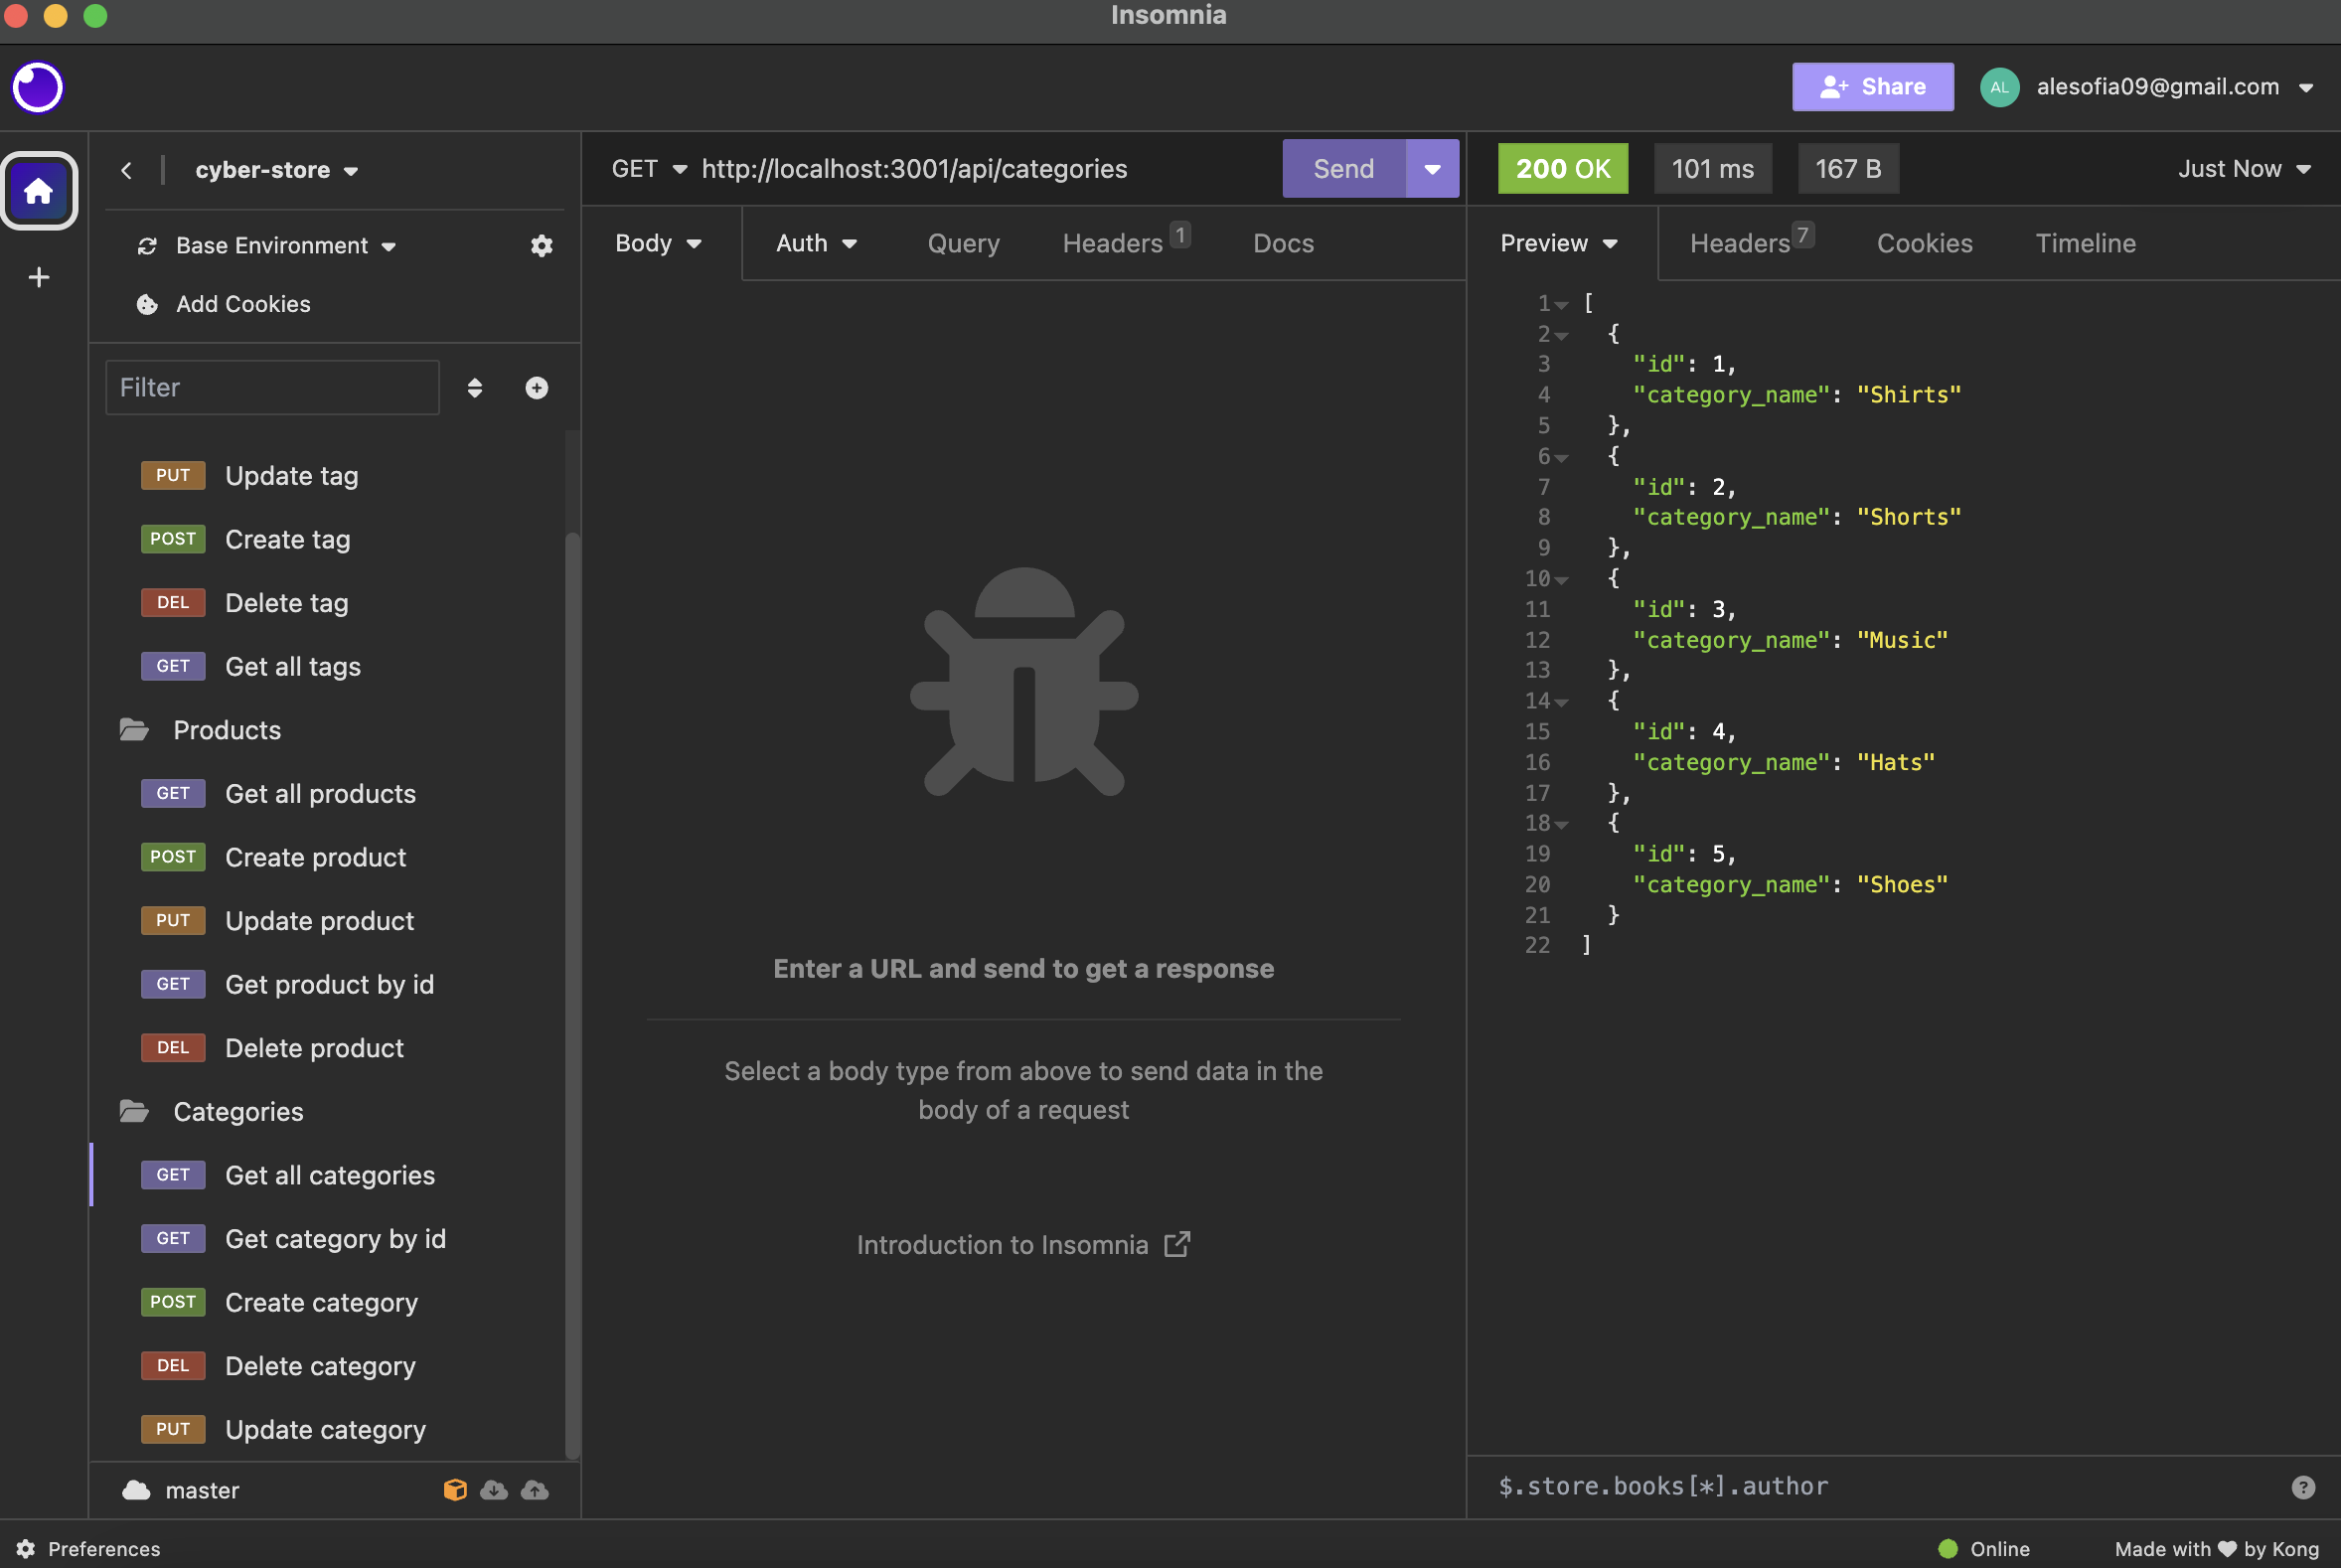 Insomnia
Share
AL
alesofia09@gmail.com
cyber-store
Base Environment
Add Cookies
Filter
PUT Update tag
POST Create tag
DEL Delete tag
GET Get all tags
Products
GET Get all products
POST Create product
PUT Update product
GET Get product by id
DEL Delete product
Categories
GET Get all categories
GET Get category by id
POST Create category
DEL Delete category
PUT Update category
master
GET http://localhost:3001/api/categories Send
Body Auth Query Headers 1 Docs
Enter a URL and send to get a response
Select a body type from above to send data in the
body of a request
Introduction to Insomnia
200 OK 101 ms 167 B Just Now
Preview Headers 7 Cookies Timeline
1 [
2 {
3 "id": 1,
4 "category_name": "Shirts"
5 },
6 {
7 "id": 2,
8 "category_name": "Shorts"
9 },
10 {
11 "id": 3,
12 "category_name": "Music"
13 },
14 {
15 "id": 4,
16 "category_name": "Hats"
17 },
18 {
19 "id": 5,
20 "category_name": "Shoes"
21 }
22 ]
$.store.books[*].author ?
Preferences
Online
Made with ♥ by Kong